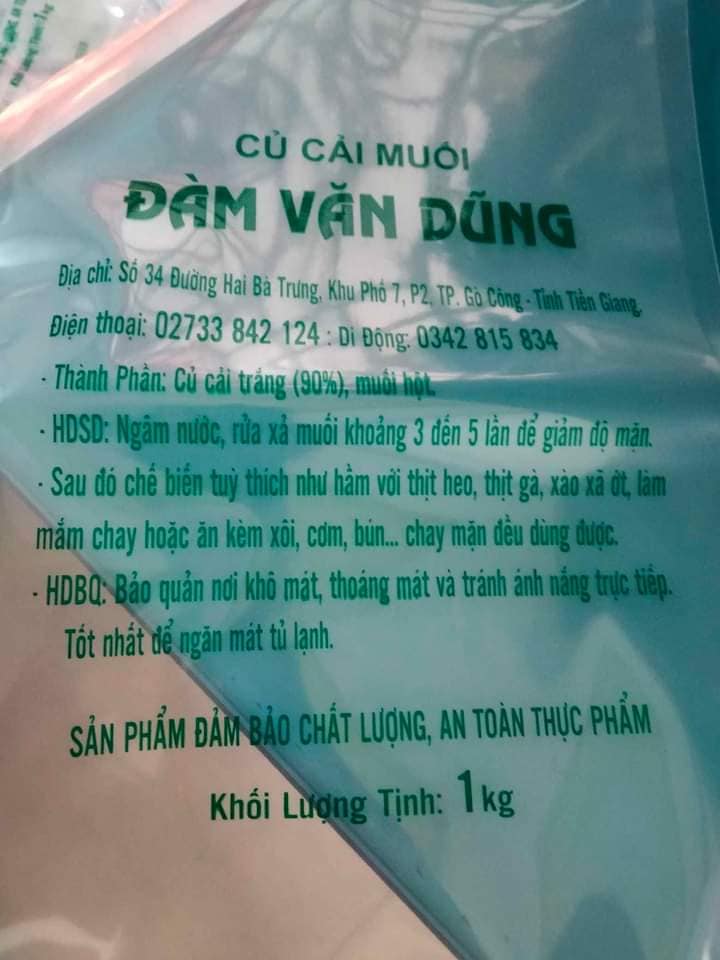 CỦ CẢI MUỐI
ĐÀM VĂN DŨNG
Địa chỉ: Số 34 Đường Hai Bà Trưng, Khu Phố 7, P2, TP. Gò Công - Tỉnh Tiền Giang.
Điện thoại: 02733 842 124 : Di Động: 0342 815 834
- Thành Phần: Củ cải trắng (90%), muối hột.
- HDSD: Ngâm nước, rửa xả muối khoảng 3 đến 5 lần để giảm độ mặn.
- Sau đó chế biến tuỳ thích như hầm với thịt heo, thịt gà, xào xã ớt, làm
mắm chay hoặc ăn kèm xôi, cơm, bún... chay mặn đều dùng được.
- HDBQ: Bảo quản nơi khô mát, thoáng mát và tránh ánh nắng trực tiếp.
Tốt nhất để ngăn mát tủ lạnh.
SẢN PHẨM ĐẢM BẢO CHẤT LƯỢNG, AN TOÀN THỰC PHẨM
Khối Lượng Tịnh: 1kg